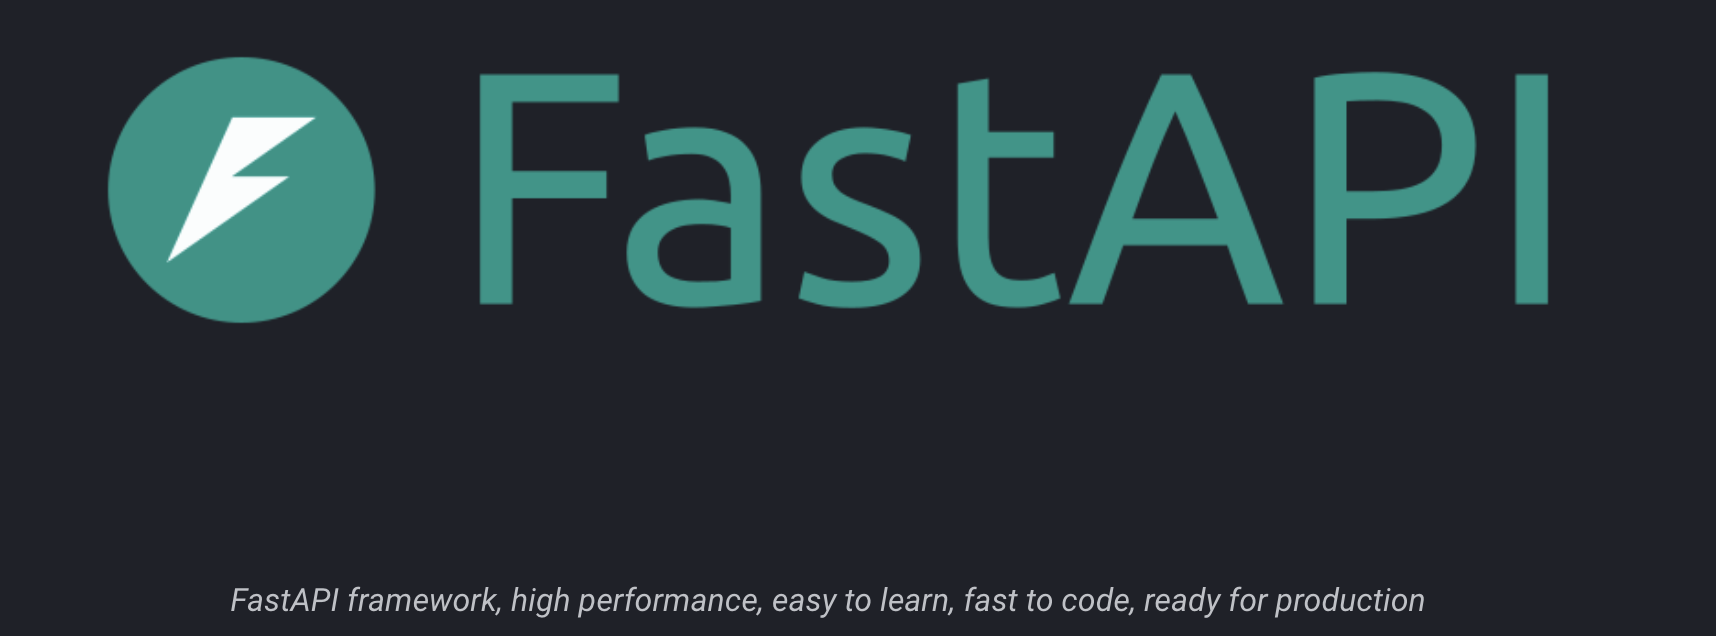 FastAPI
FastAPI framework, high performance, easy to learn, fast to code, ready for production